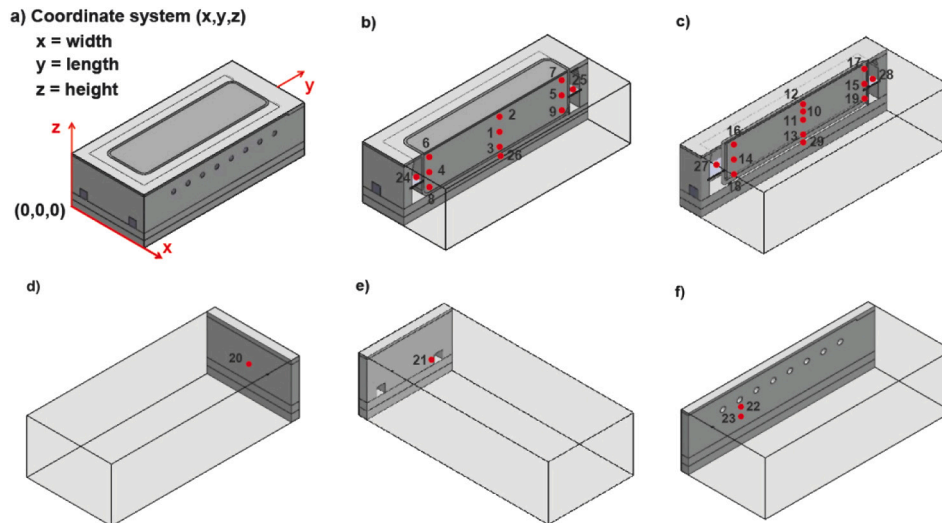 a) Coordinate system (x,y,z)
x = width
y = length
z = height
z
y
(0,0,0)
x
b)
7
25
5
2
9
1
6
3
26
4
24
8
c)
17
28
12
15
10
19
11
16
13
29
27
14
18
d)
20
e)
21
f)
22
23